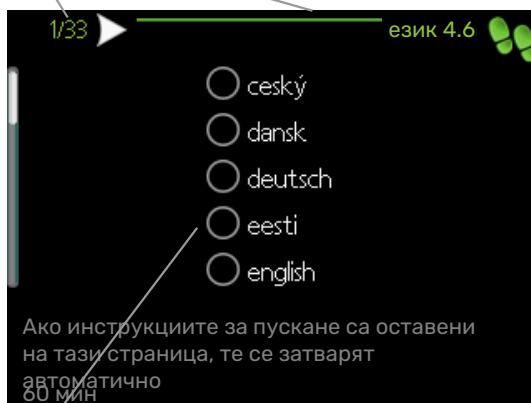 1/33
език 4.6
ceský
dansk
deutsch
eesti
english
Ако инструкциите за пускане са оставени
на тази страница, те се затварят
автоматично
60 мин